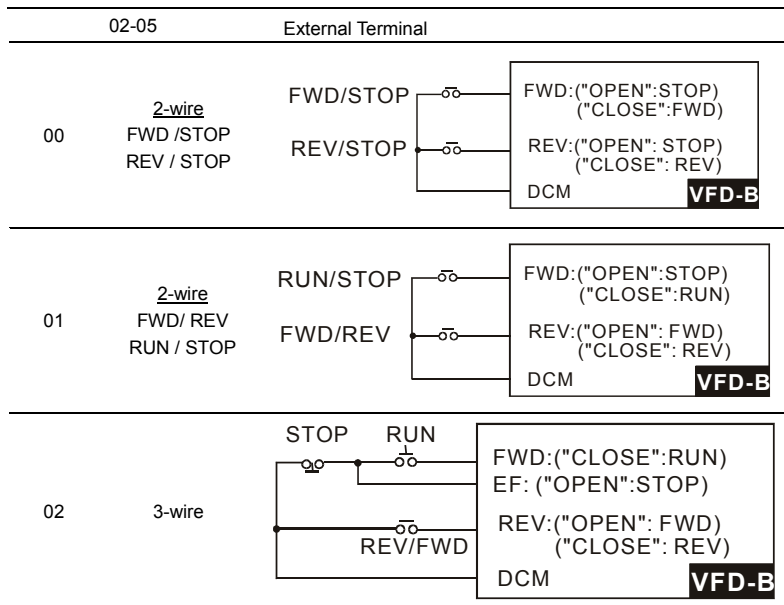 02-05 External Terminal
00
2-wire
FWD /STOP
REV / STOP
FWD/STOP
REV/STOP
FWD:("OPEN":STOP)
("CLOSE":FWD)
REV:("OPEN": STOP)
("CLOSE": REV)
DCM
VFD-B
01
2-wire
FWD/ REV
RUN / STOP
RUN/STOP
FWD/REV
FWD:("OPEN":STOP)
("CLOSE":RUN)
REV:("OPEN": FWD)
("CLOSE": REV)
DCM
VFD-B
02
3-wire
STOP RUN
REV/FWD
FWD:("CLOSE":RUN)
EF: ("OPEN":STOP)
REV:("OPEN": FWD)
("CLOSE": REV)
DCM
VFD-B